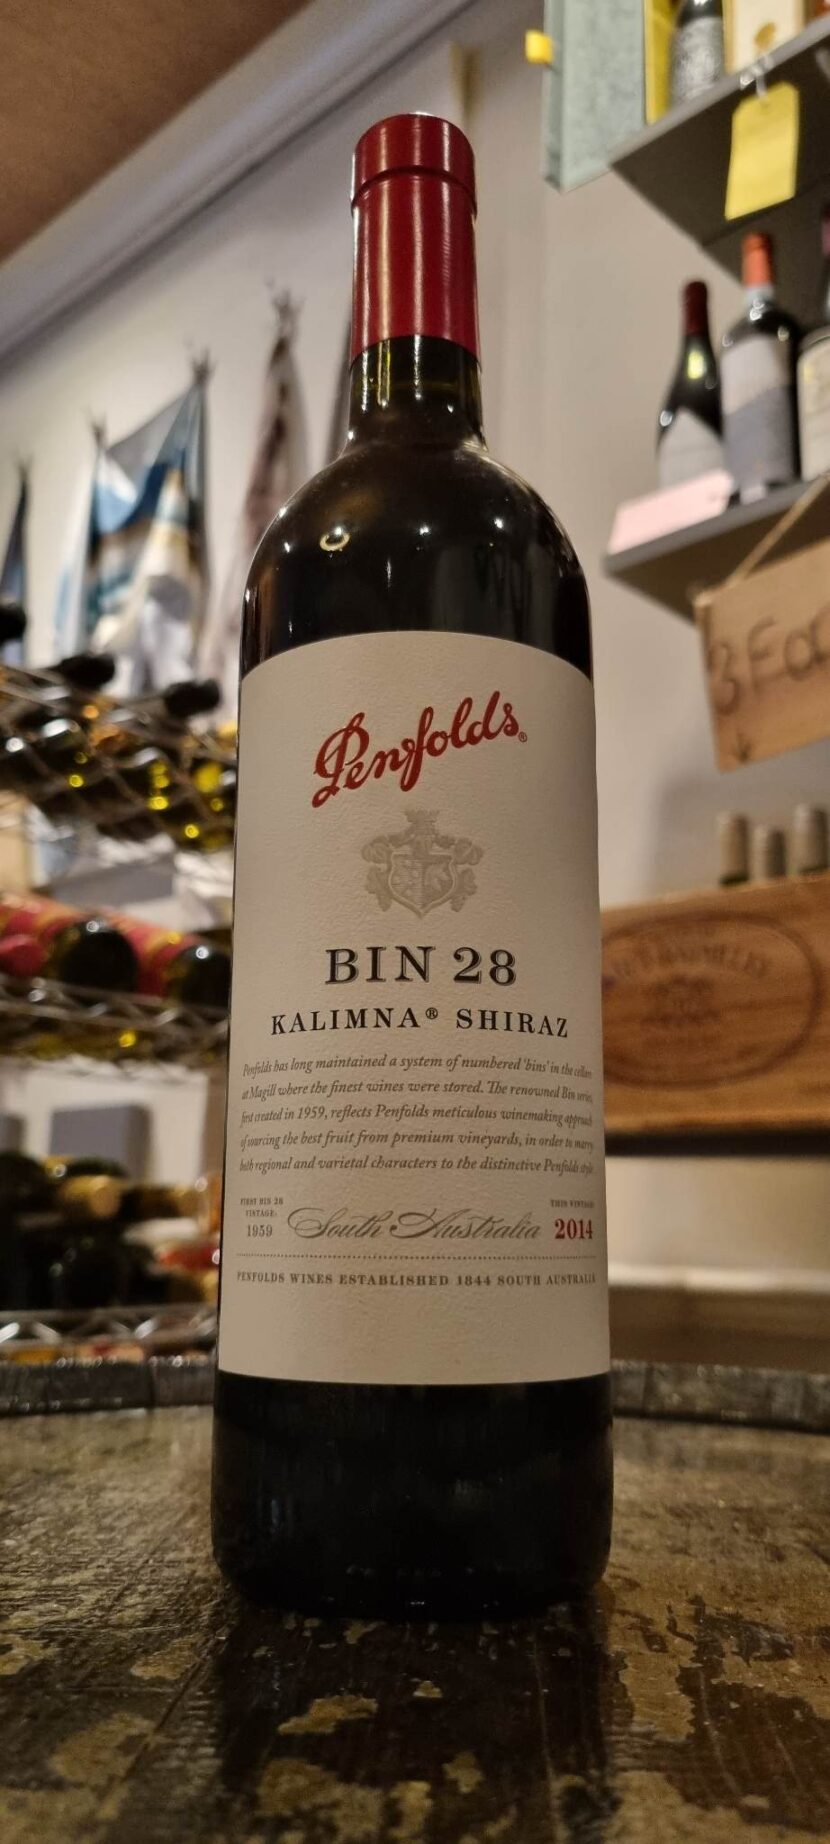 Penfolds®
BIN 28
KALIMNA® SHIRAZ
Penfolds has long maintained a system of numbered 'bins' in the cellars
at Magill where the finest wines were stored. The renowned Bin series,
first created in 1959, reflects Penfolds meticulous winemaking approach
of sourcing the best fruit from premium vineyards, in order to marry
both regional and varietal characters to the distinctive Penfolds style.
FIRST BIN 28
VINTAGE:
1959
South Australia
THIS VINTAGE:
2014
PENFOLDS WINES ESTABLISHED 1844 SOUTH AUSTRALIA